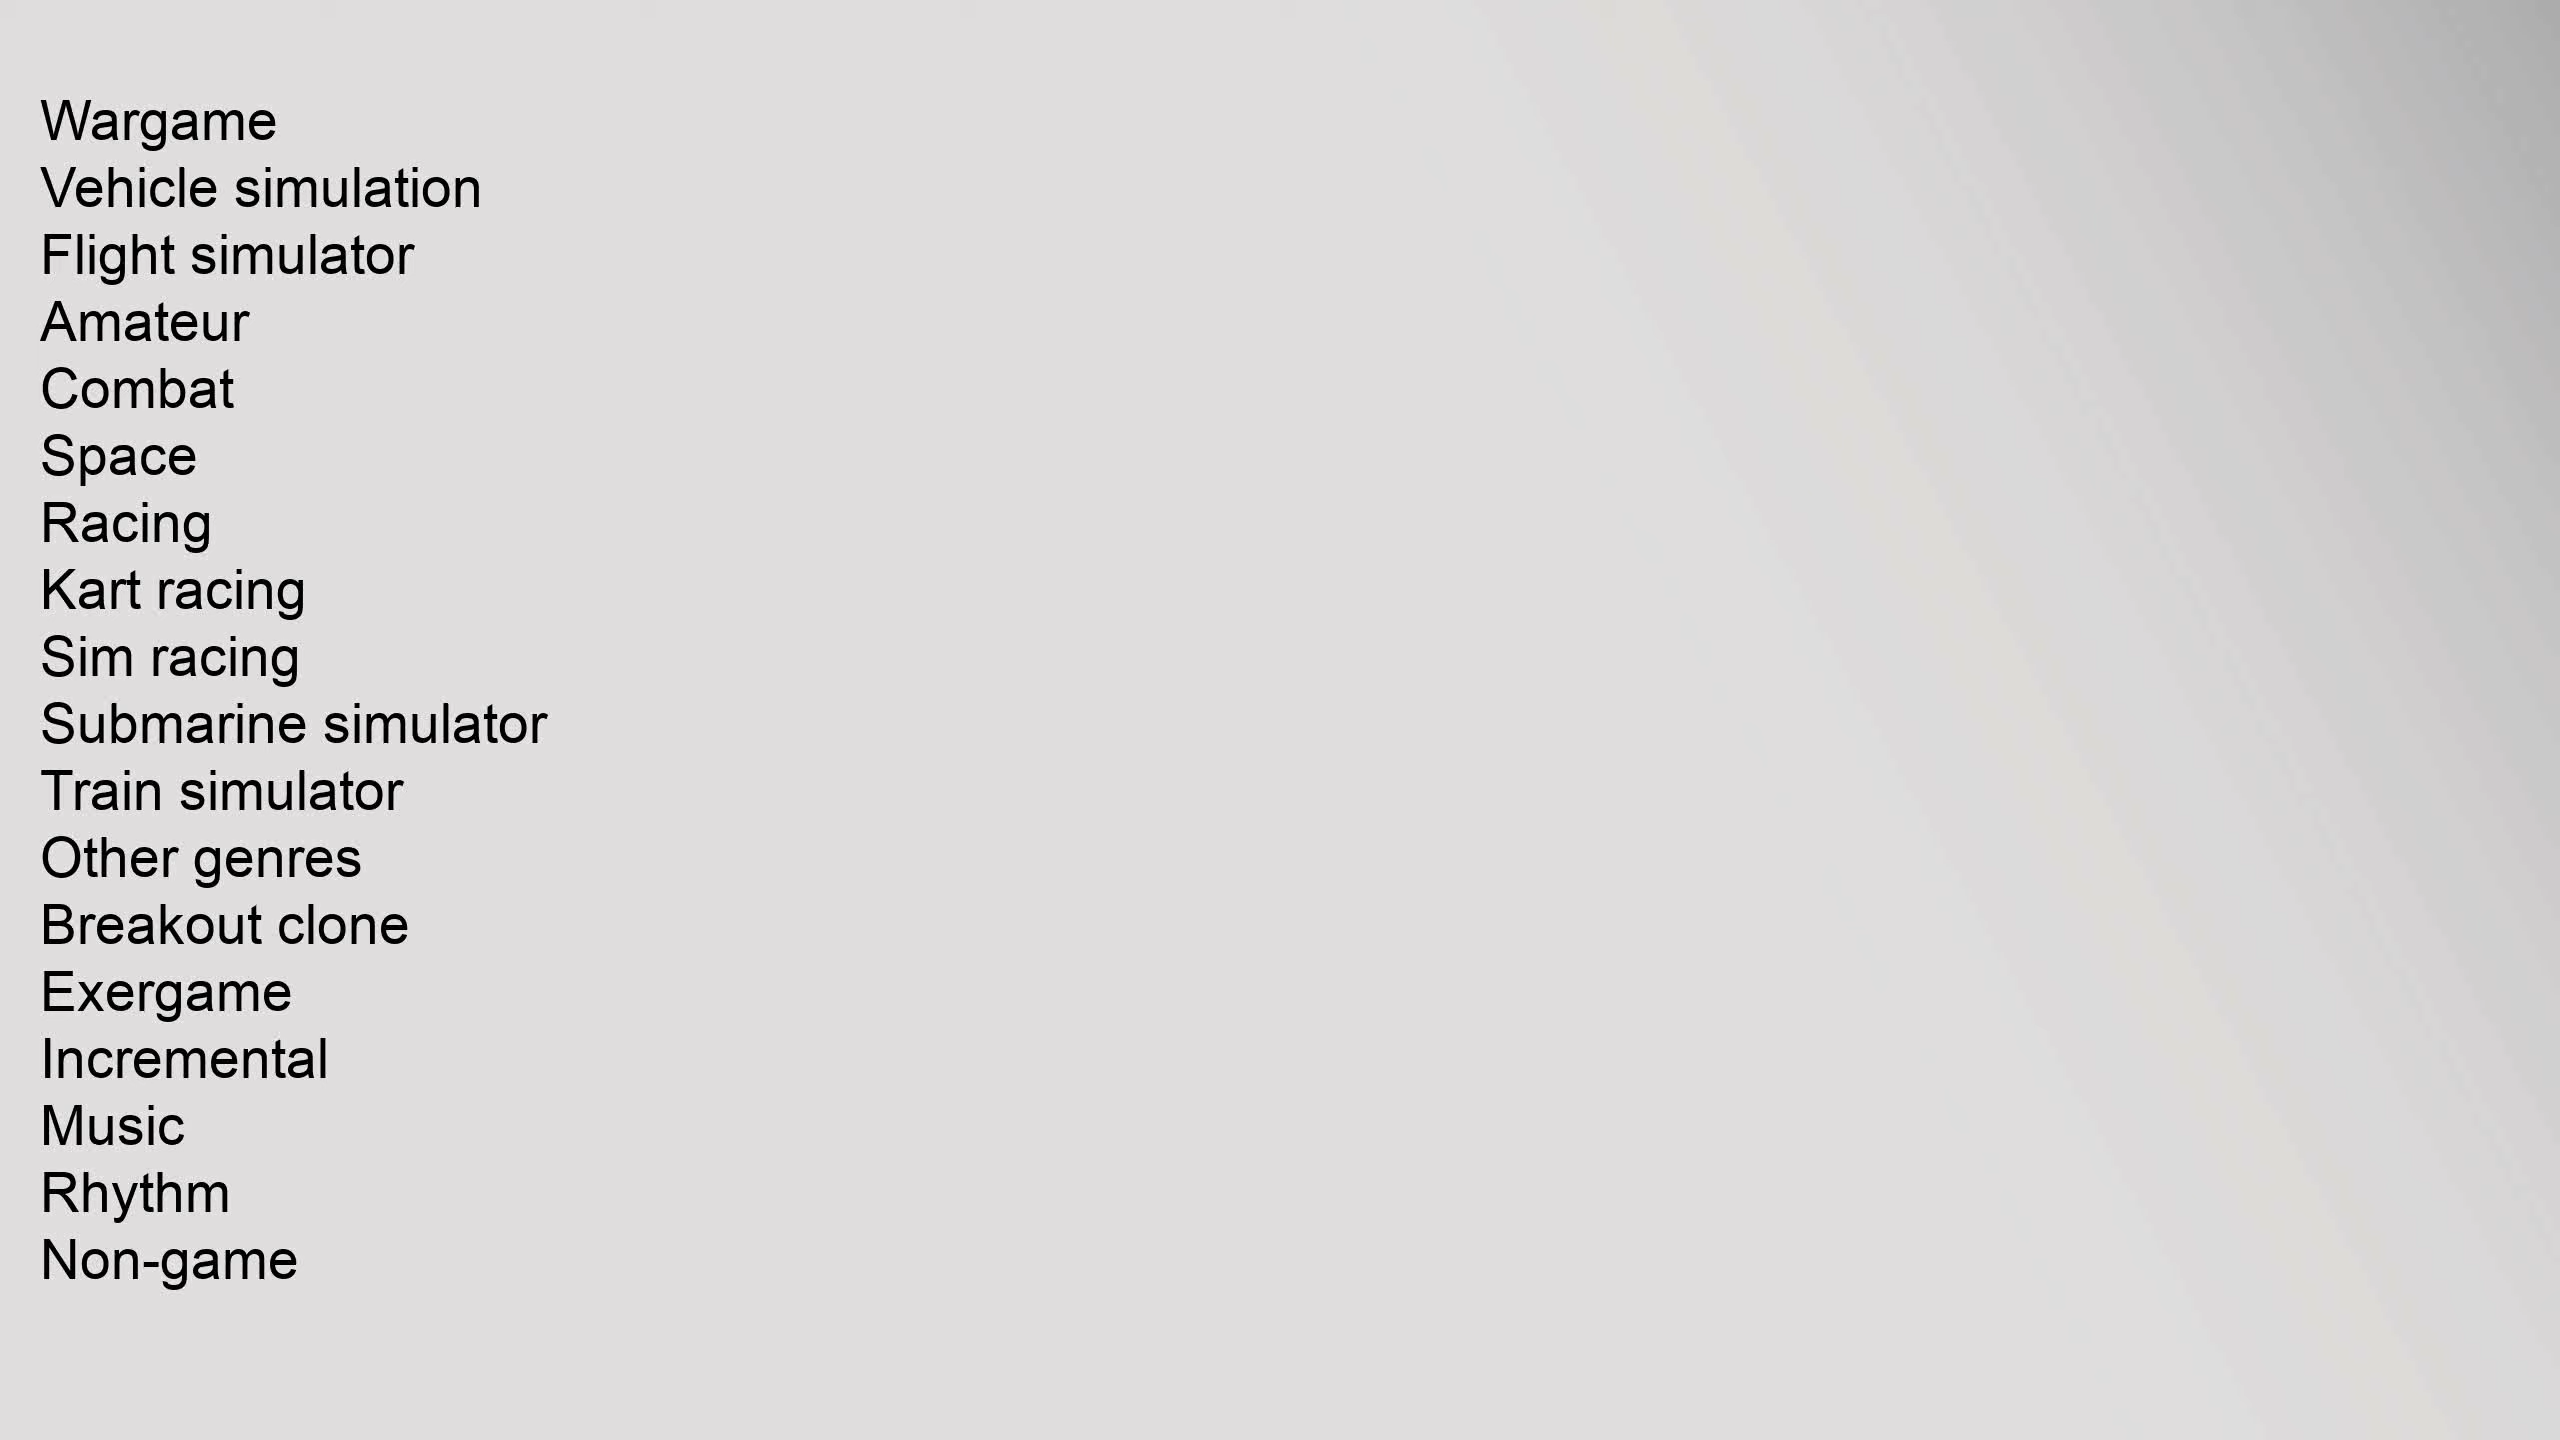 Wargame
Vehicle simulation
Flight simulator
Amateur
Combat
Space
Racing
Kart racing
Sim racing
Submarine simulator
Train simulator
Other genres
Breakout clone
Exergame
Incremental
Music
Rhythm
Non-game